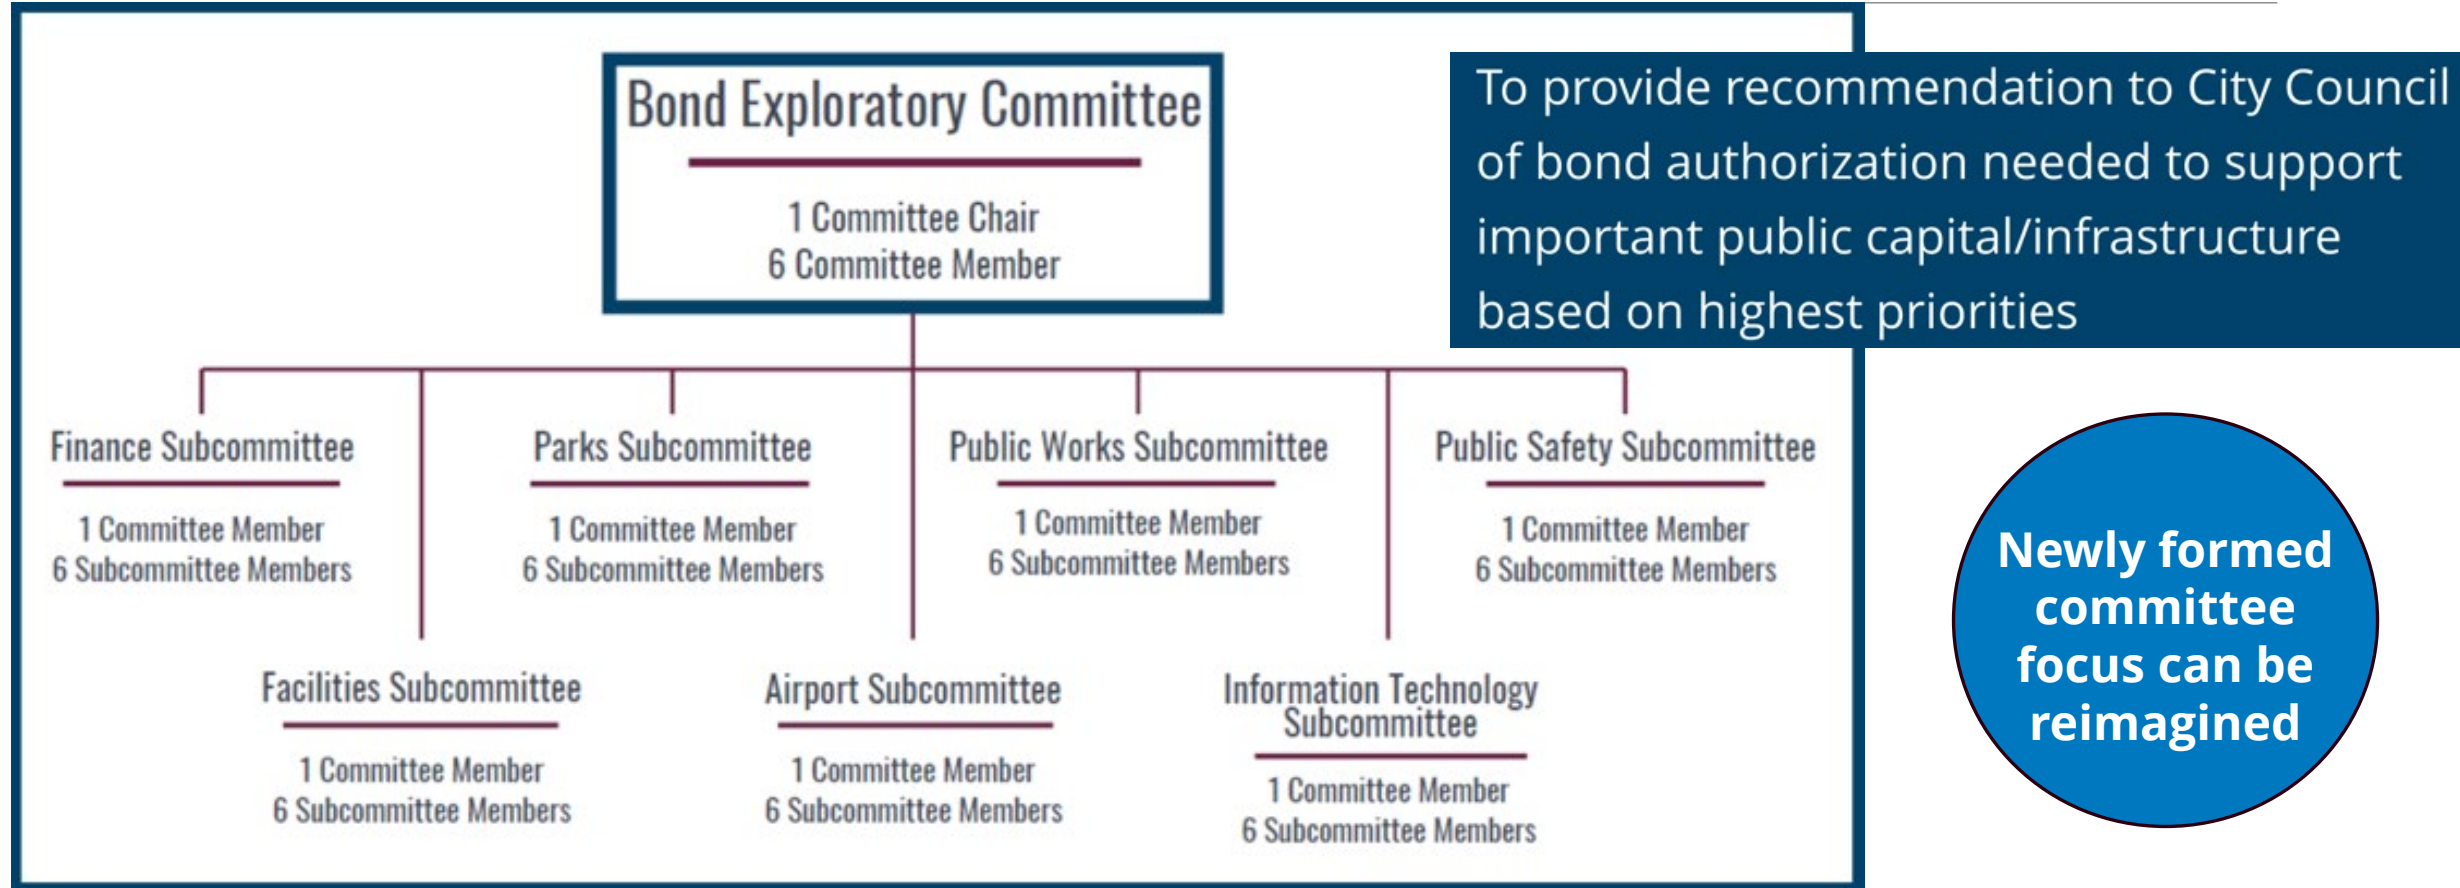 Bond Exploratory Committee
1 Committee Chair
6 Committee Member
To provide recommendation to City Council
of bond authorization needed to support
important public capital/infrastructure
based on highest priorities
Finance Subcommittee
1 Committee Member
6 Subcommittee Members
Parks Subcommittee
1 Committee Member
6 Subcommittee Members
Public Works Subcommittee
1 Committee Member
6 Subcommittee Members
Public Safety Subcommittee
1 Committee Member
6 Subcommittee Members
Facilities Subcommittee
1 Committee Member
6 Subcommittee Members
Airport Subcommittee
1 Committee Member
6 Subcommittee Members
Information Technology
Subcommittee
1 Committee Member
6 Subcommittee Members
Newly formed
committee
focus can be
reimagined